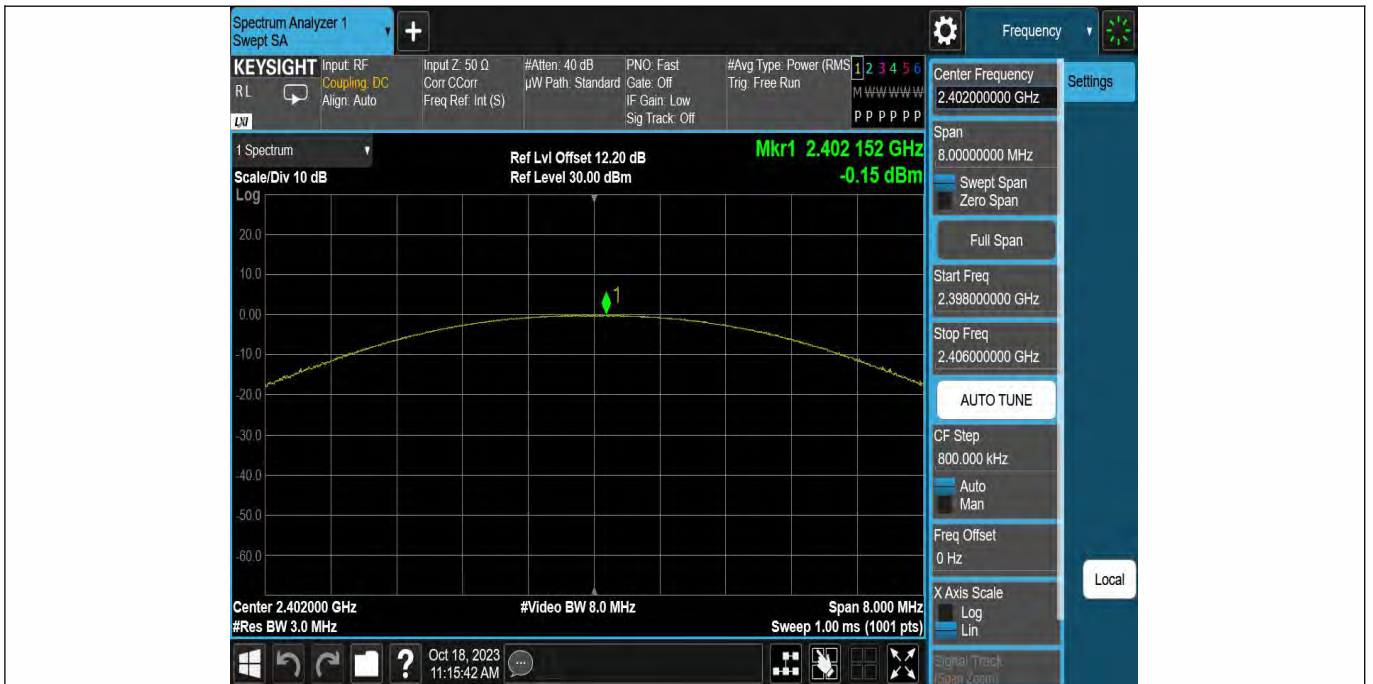 Spectrum Analyzer 1
Swept SA
+
Frequency
KEYSIGHT
RL
LXI
Input: RF
Coupling: DC
Align: Auto
Input Z: 50 Ω
Corr CCorr
Freq Ref: Int (S)
#Atten: 40 dB
µW Path: Standard
PNO: Fast
Gate: Off
IF Gain: Low
Sig Track: Off
#Avg Type: Power (RMS
Trig: Free Run
1 2 3 4 5 6
M W W W W W
P P P P P P
1 Spectrum
Scale/Div 10 dB
Ref Lvl Offset 12.20 dB
Ref Level 30.00 dBm
Mkr1 2.402 152 GHz
-0.15 dBm
Log
20.0
10.0
0.00
-10.0
-20.0
-30.0
-40.0
-50.0
-60.0
1
Center 2.402000 GHz
#Res BW 3.0 MHz
#Video BW 8.0 MHz
Span 8.000 MHz
Sweep 1.00 ms (1001 pts)
Center Frequency
2.402000000 GHz
Settings
Span
8.00000000 MHz
Swept Span
Zero Span
Full Span
Start Freq
2.398000000 GHz
Stop Freq
2.406000000 GHz
AUTO TUNE
CF Step
800.000 kHz
Auto
Man
Freq Offset
0 Hz
X Axis Scale
Log
Lin
Signal Track
(Span Zoom)
Local
?
Oct 18, 2023
11:15:42 AM